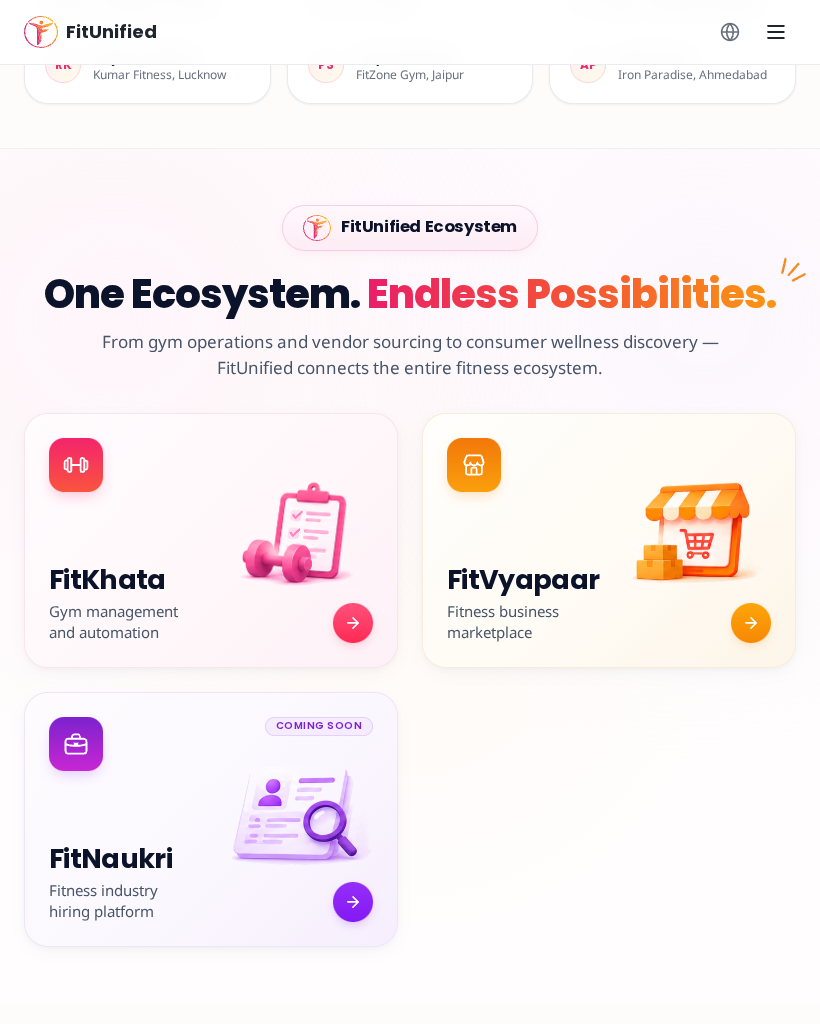 FitUnified
RK
Kumar Fitness, Lucknow
PS
FitZone Gym, Jaipur
AP
Iron Paradise, Ahmedabad
FitUnified Ecosystem
One Ecosystem. Endless Possibilities.
From gym operations and vendor sourcing to consumer wellness discovery —
FitUnified connects the entire fitness ecosystem.
FitKhata
Gym management
and automation
FitVyapaar
Fitness business
marketplace
COMING SOON
FitNaukri
Fitness industry
hiring platform